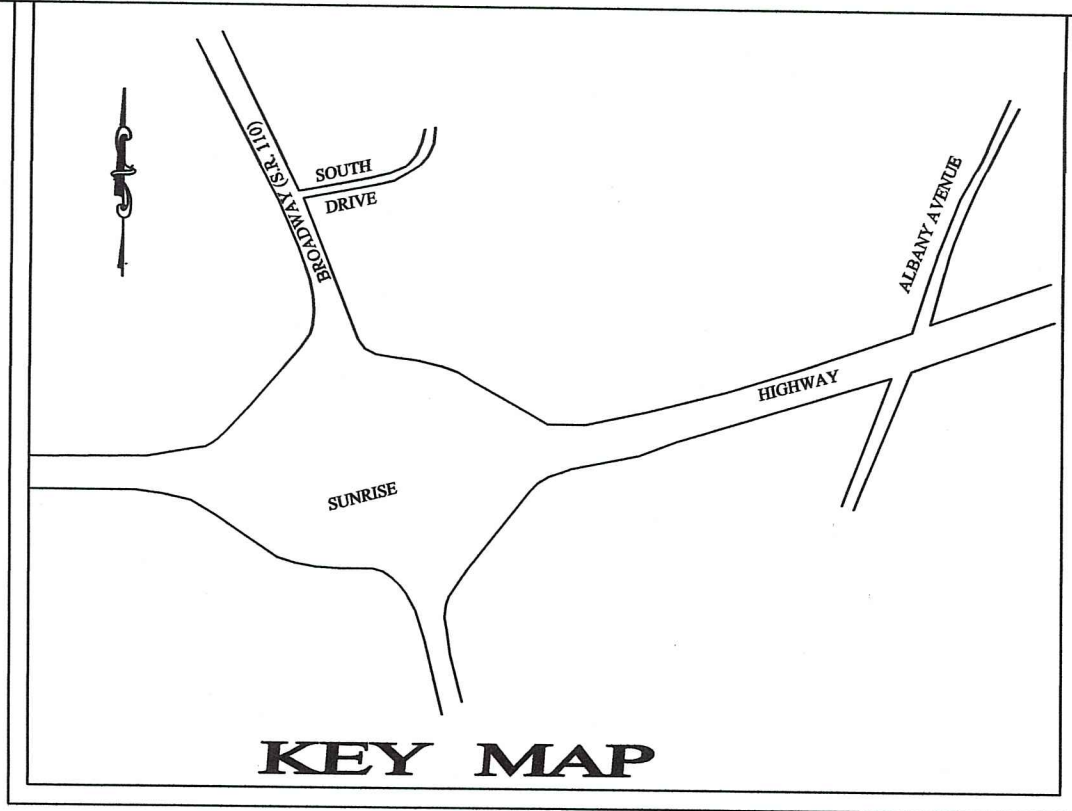 BROADWAY (S.R. 110)
SOUTH
DRIVE
ALBANY AVENUE
HIGHWAY
SUNRISE
KEY MAP